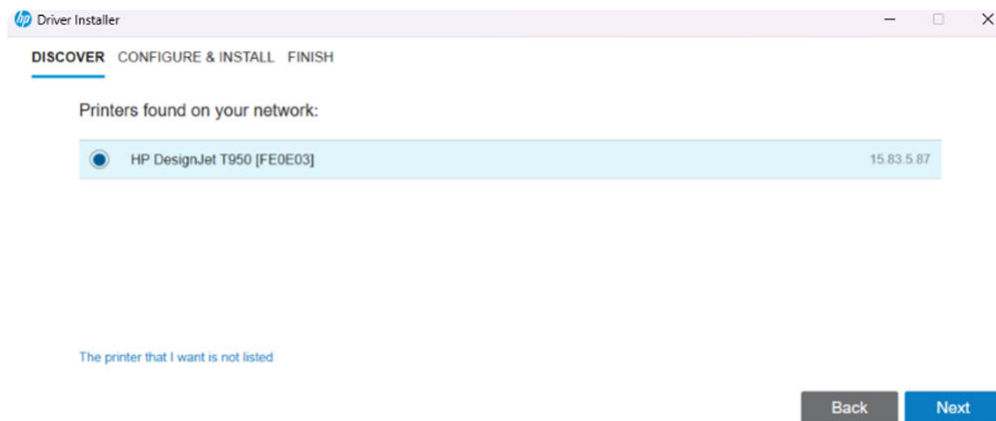 hp Driver Installer
DISCOVER CONFIGURE & INSTALL FINISH
Printers found on your network:
HP DesignJet T950 [FE0E03] 15.83.5.87
The printer that I want is not listed
Back Next